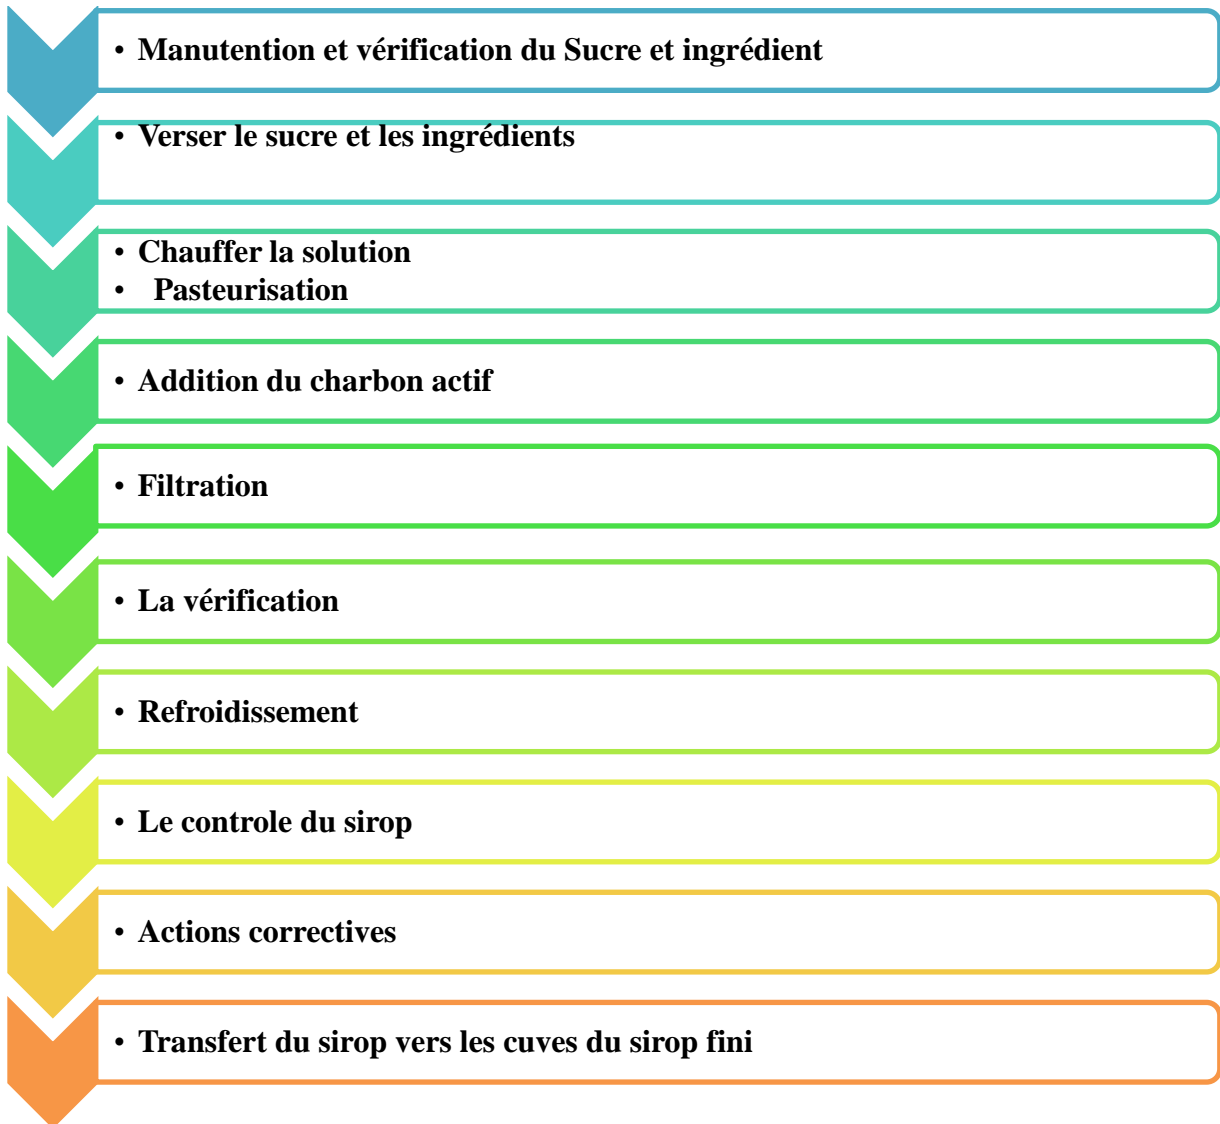 • Manutention et vérification du Sucre et ingrédient
• Verser le sucre et les ingrédients
• Chauffer la solution
• Pasteurisation
• Addition du charbon actif
• Filtration
• La vérification
• Refroidissement
• Le controle du sirop
• Actions correctives
• Transfert du sirop vers les cuves du sirop fini